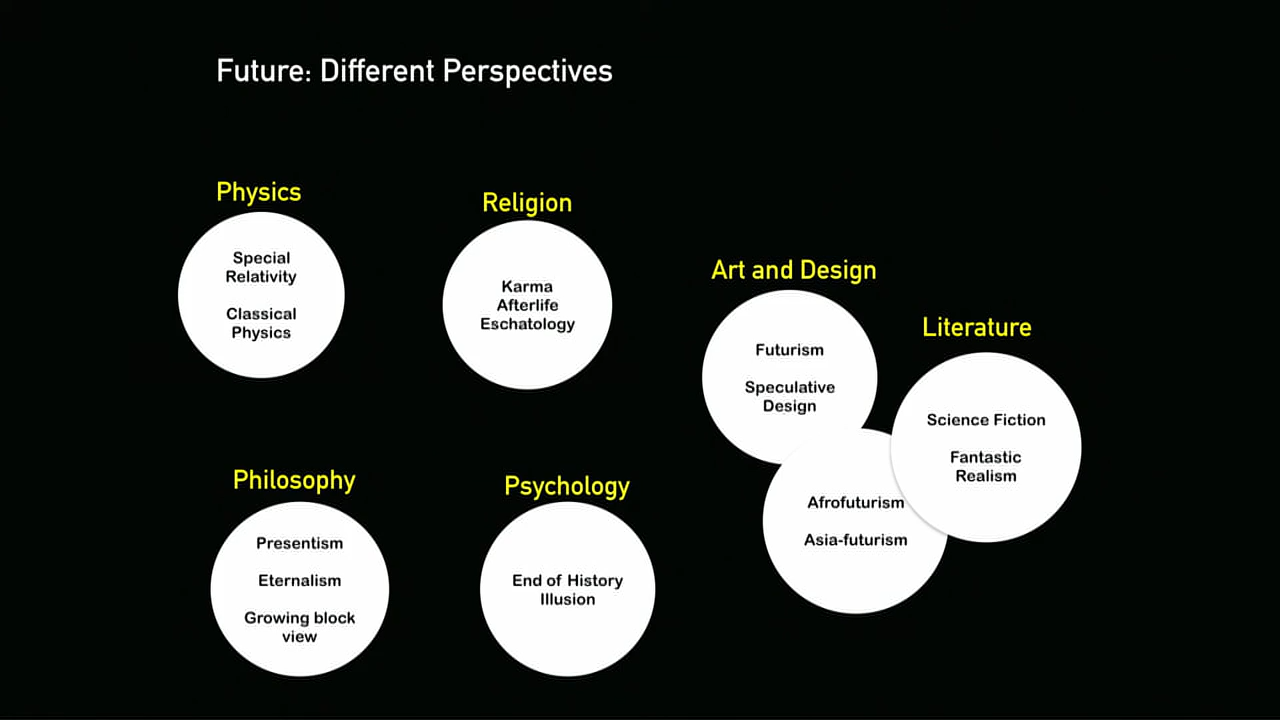 Future: Different Perspectives
Physics
Special
Relativity
Classical
Physics
Religion
Karma
Afterlife
Eschatology
Art and Design
Futurism
Speculative
Design
Literature
Science Fiction
Fantastic
Realism
Afrofuturism
Asia-futurism
Philosophy
Presentism
Eternalism
Growing block
view
Psychology
End of History
Illusion